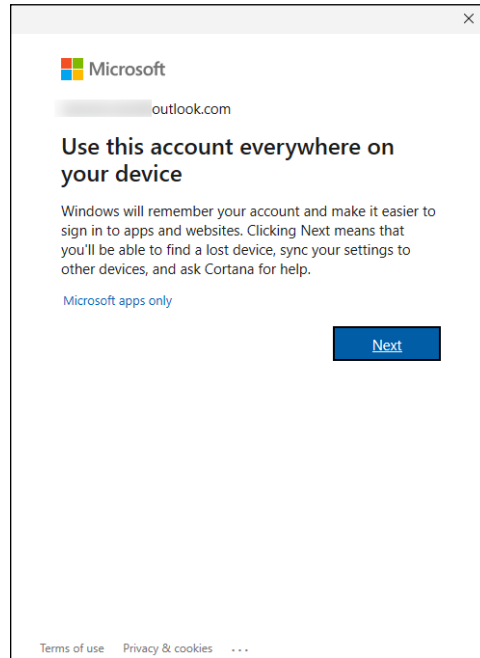 Microsoft
outlook.com
Use this account everywhere on
your device
Windows will remember your account and make it easier to
sign in to apps and websites. Clicking Next means that
you'll be able to find a lost device, sync your settings to
other devices, and ask Cortana for help.
Microsoft apps only
Next
Terms of use Privacy & cookies ...